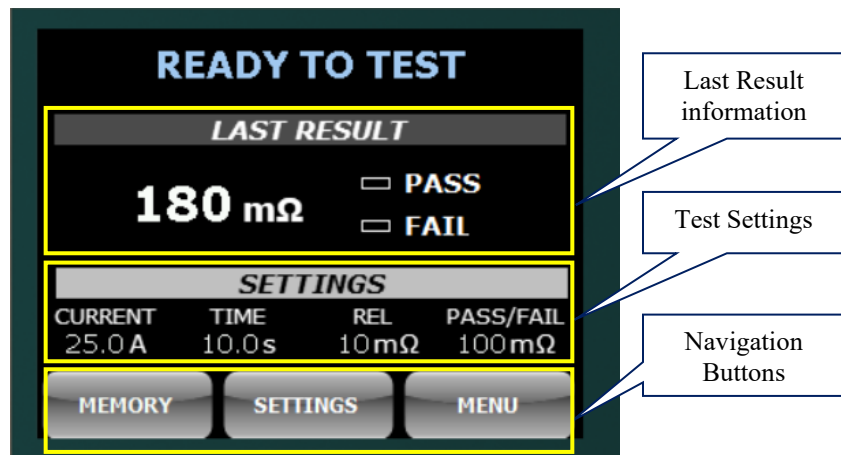 READY TO TEST
LAST RESULT
180 mΩ
PASS
FAIL
SETTINGS
CURRENT TIME REL PASS/FAIL
25.0 A 10.0 s 10 mΩ 100 mΩ
MEMORY SETTINGS MENU
Last Result
information
Test Settings
Navigation
Buttons